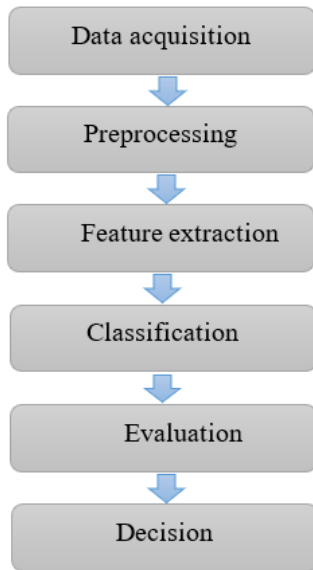 Data acquisition
Preprocessing
Feature extraction
Classification
Evaluation
Decision